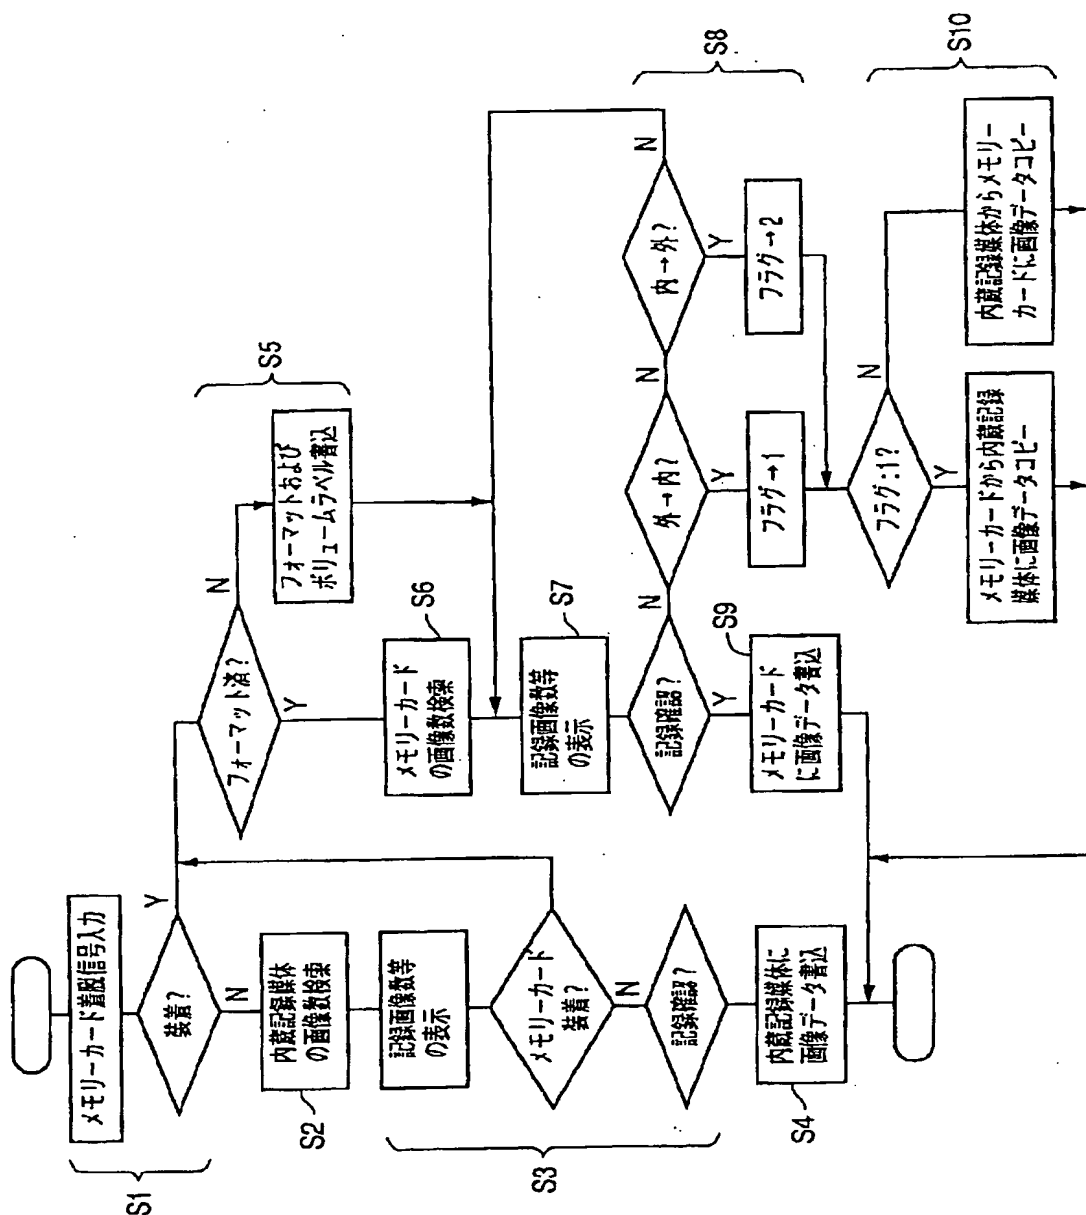 S1
メモリーカード着脱信号入力
装着?
Y
N
S2
内蔵記録媒体
の画像数検索
S3
記録画像数等
の表示
メモリーカード
装着?
N
記録確認?
S4
内蔵記録媒体に
画像データ書込
フォーマット済?
N
Y
S5
フォーマットおよび
ボリュームラベル書込
S6
メモリーカード
の画像数検索
S7
記録画像数等
の表示
S8
記録確認?
N
Y
外→内?
N
Y
内→外?
N
Y
S9
メモリーカード
に画像データ書込
フラグ→1
フラグ→2
S10
フラグ:1?
N
Y
メモリーカードから内蔵記録
媒体に画像データコピー
内蔵記録媒体からメモリー
カードに画像データコピー